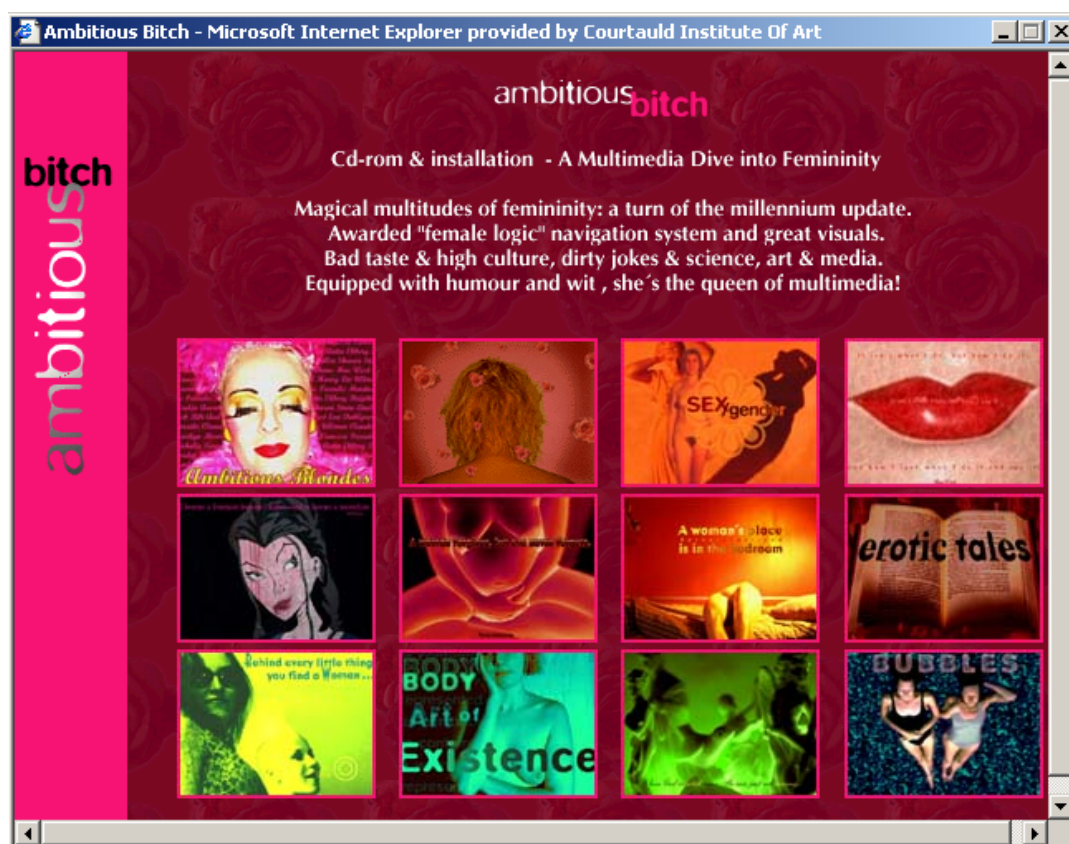 Ambitious Bitch - Microsoft Internet Explorer provided by Courtauld Institute Of Art
bitch
ambitious
ambitious
bitch
Cd-rom & installation - A Multimedia Dive into Femininity
Magical multitudes of femininity: a turn of the millennium update.
Awarded "female logic" navigation system and great visuals.
Bad taste & high culture, dirty jokes & science, art & media.
Equipped with humour and wit , she´s the queen of multimedia!
Ambitious Blondes
SEX/gender
A woman's place
is in the bedroom
erotic tales
Behind every little thing
you find a Woman...
BODY
BODY
Art of
Existence
BUBBLES